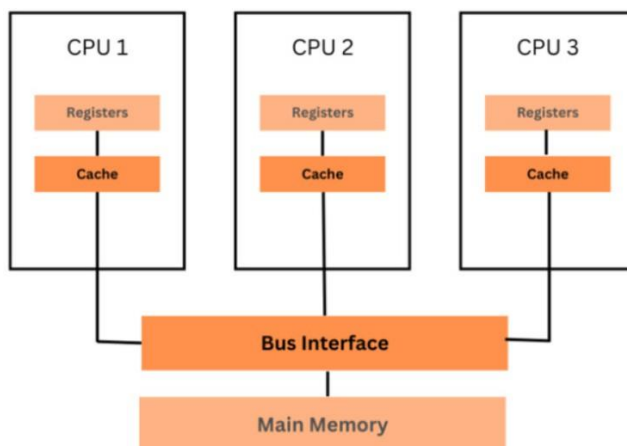 CPU 1
CPU 2
CPU 3
Registers
Registers
Registers
Cache
Cache
Cache
Bus Interface
Main Memory